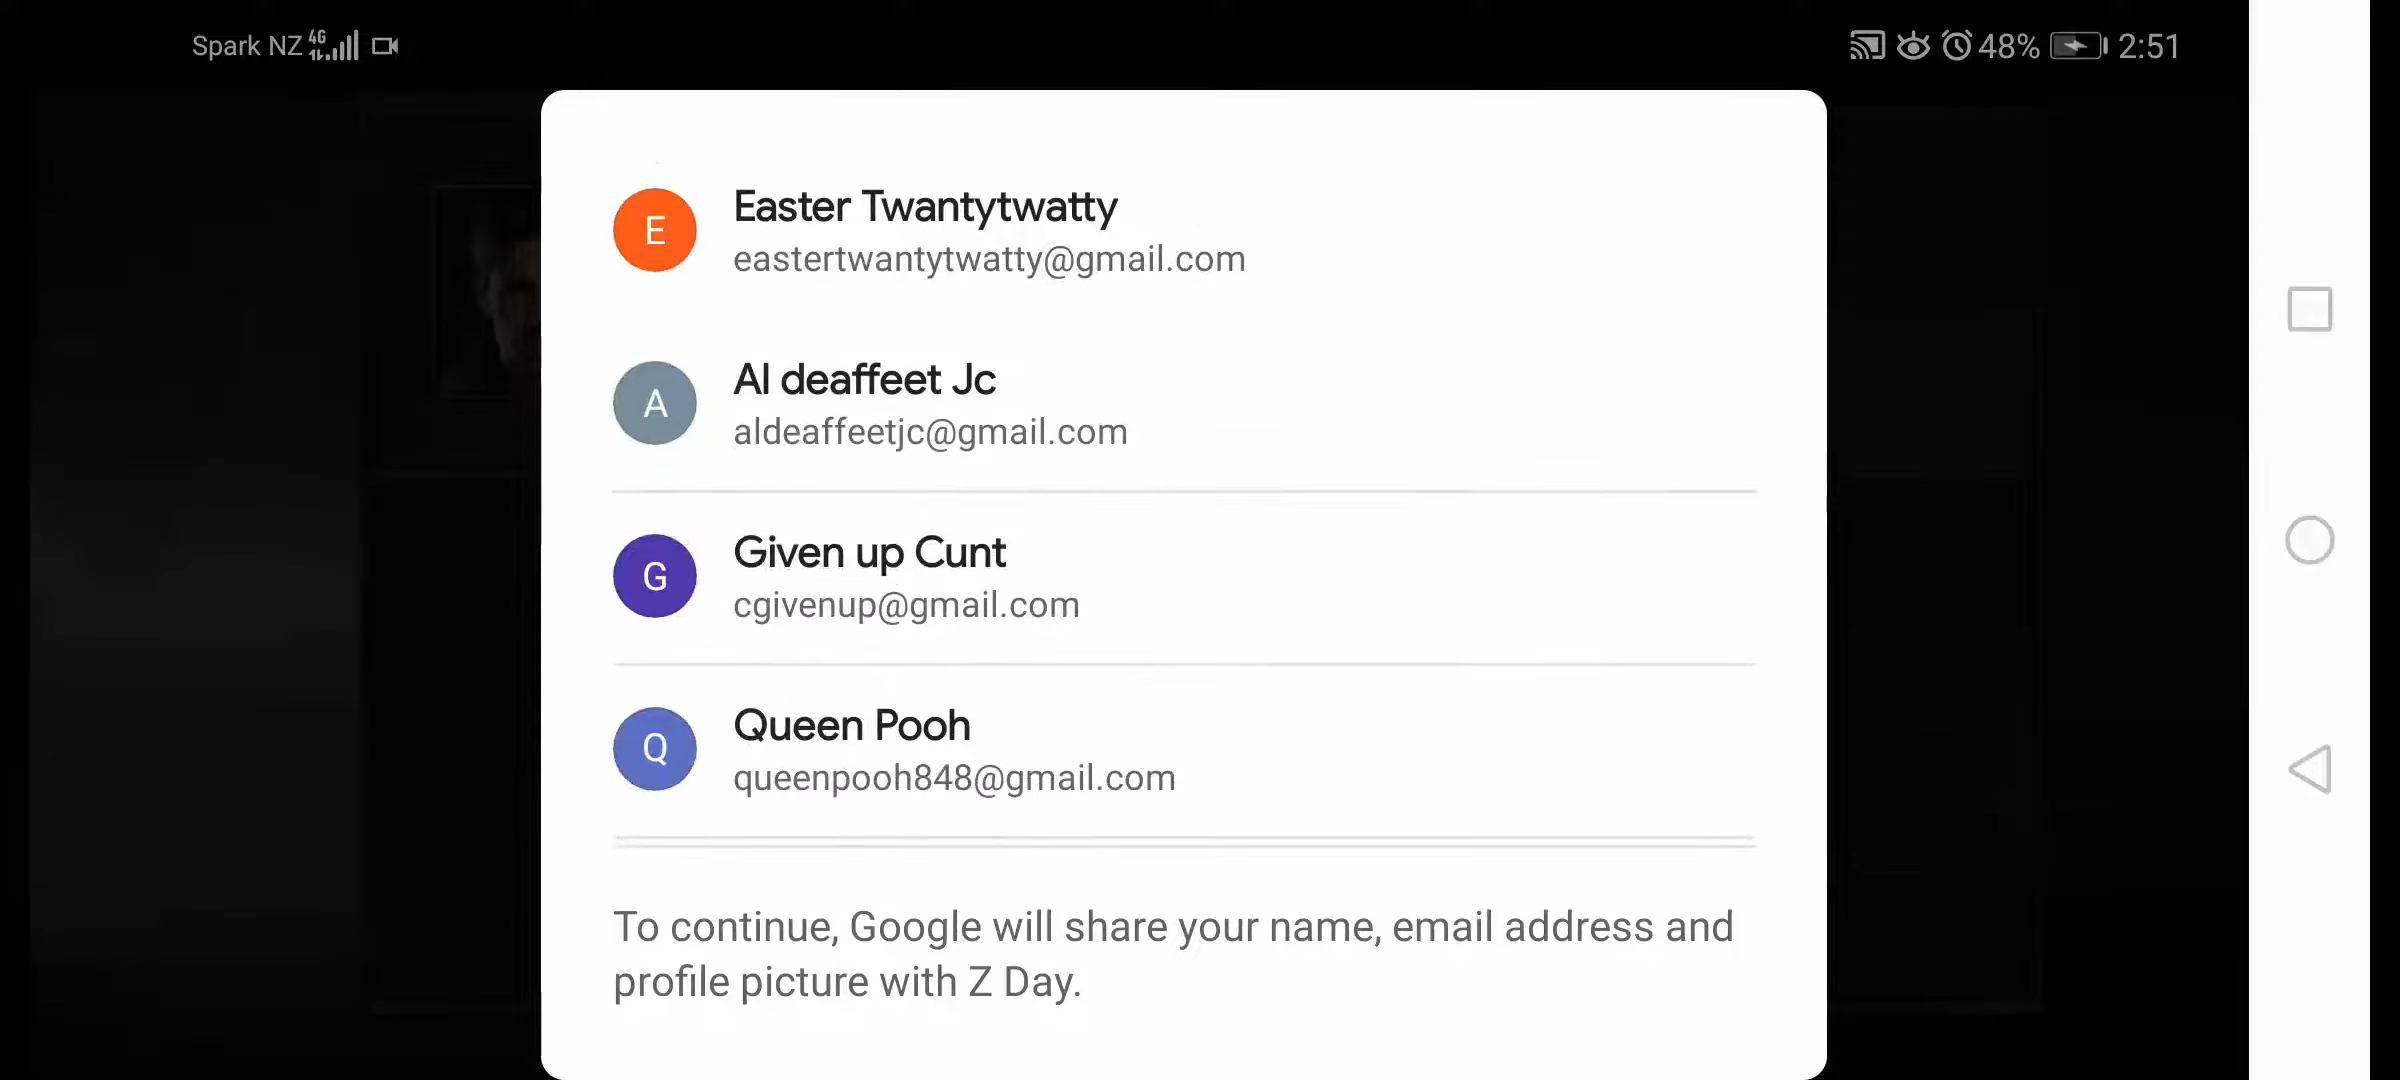 Spark NZ 4G 48% 2:51
E
Easter Twantytwatty
eastertwantytwatty@gmail.com
A
Al deaffeet Jc
aldeaffeetjc@gmail.com
G
Given up Cunt
cgivenup@gmail.com
Q
Queen Pooh
queenpooh848@gmail.com
To continue, Google will share your name, email address and
profile picture with Z Day.